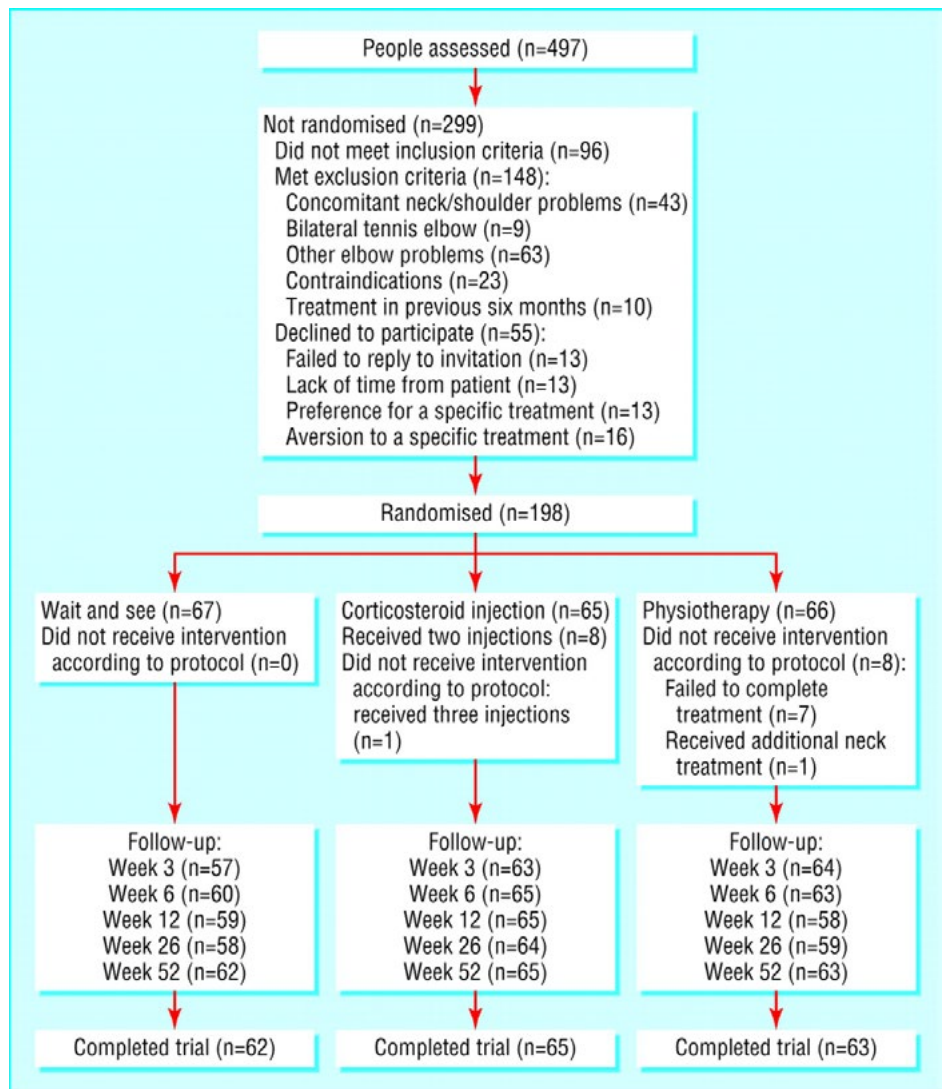 People assessed (n=497)
Not randomised (n=299)
Did not meet inclusion criteria (n=96)
Met exclusion criteria (n=148):
Concomitant neck/shoulder problems (n=43)
Bilateral tennis elbow (n=9)
Other elbow problems (n=63)
Contraindications (n=23)
Treatment in previous six months (n=10)
Declined to participate (n=55):
Failed to reply to invitation (n=13)
Lack of time from patient (n=13)
Preference for a specific treatment (n=13)
Aversion to a specific treatment (n=16)
Randomised (n=198)
Wait and see (n=67)
Did not receive intervention
according to protocol (n=0)
Corticosteroid injection (n=65)
Received two injections (n=8)
Did not receive intervention
according to protocol:
received three injections
(n=1)
Physiotherapy (n=66)
Did not receive intervention
according to protocol (n=8):
Failed to complete
treatment (n=7)
Received additional neck
treatment (n=1)
Follow-up:
Week 3 (n=57)
Week 6 (n=60)
Week 12 (n=59)
Week 26 (n=58)
Week 52 (n=62)
Follow-up:
Week 3 (n=63)
Week 6 (n=65)
Week 12 (n=65)
Week 26 (n=64)
Week 52 (n=65)
Follow-up:
Week 3 (n=64)
Week 6 (n=63)
Week 12 (n=58)
Week 26 (n=59)
Week 52 (n=63)
Completed trial (n=62)
Completed trial (n=65)
Completed trial (n=63)